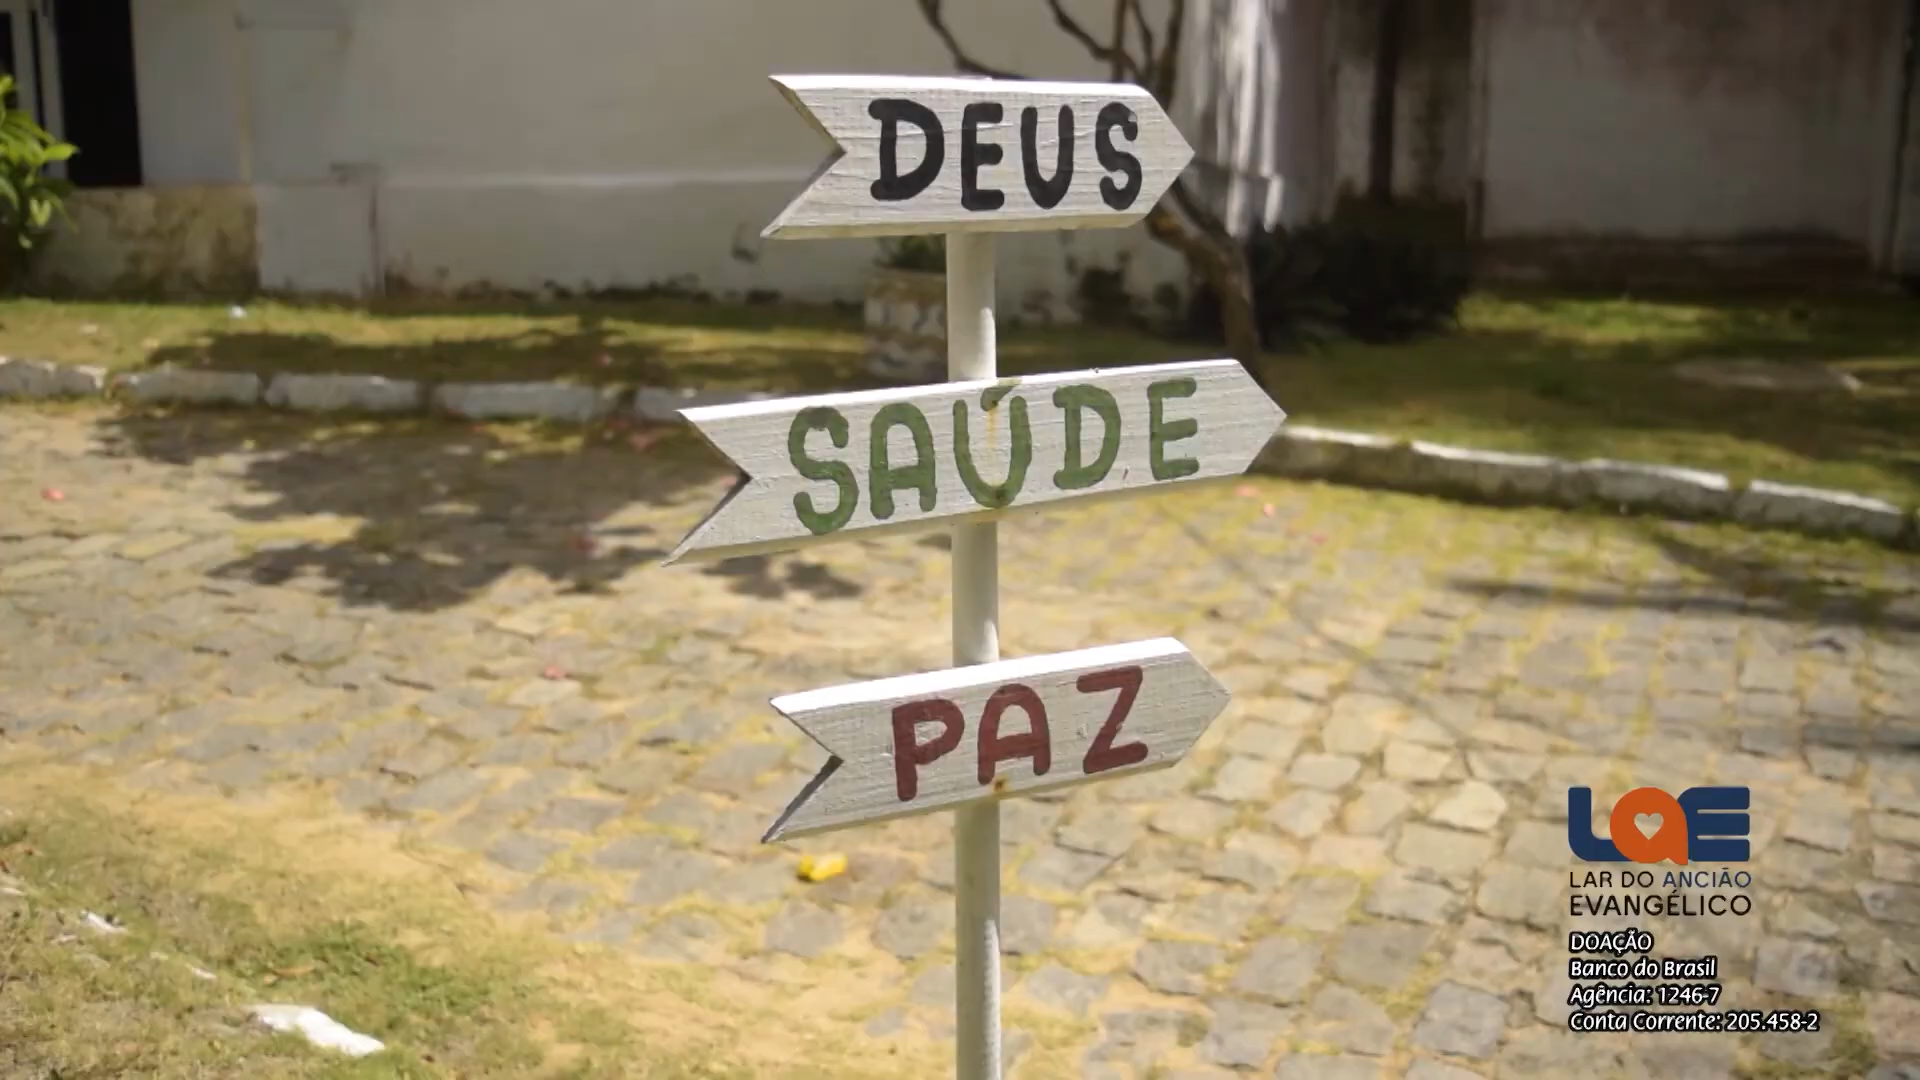 DEUS
SAÚDE
PAZ
LAE
LAR DO ANCIÃO
EVANGÉLICO
DOAÇÃO
Banco do Brasil
Agência: 1246-7
Conta Corrente: 205.458-2